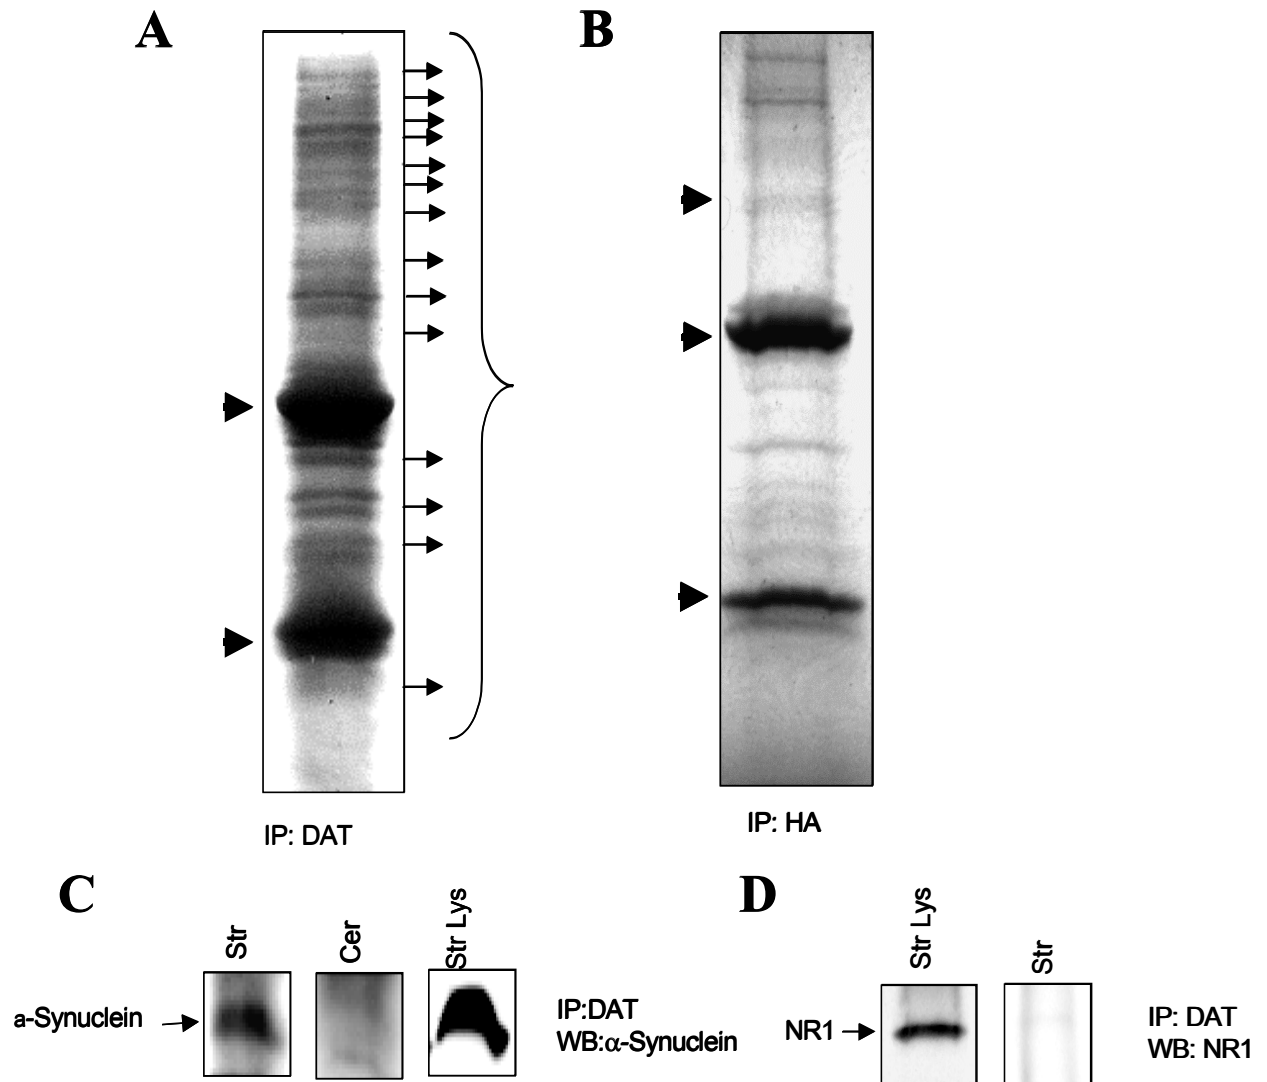 A
B
IP: DAT
IP: HA
C
Str
Cer
Str Lys
a-Synuclein
IP:DAT
WB:α-Synuclein
D
Str Lys
Str
NR1
IP: DAT
WB: NR1